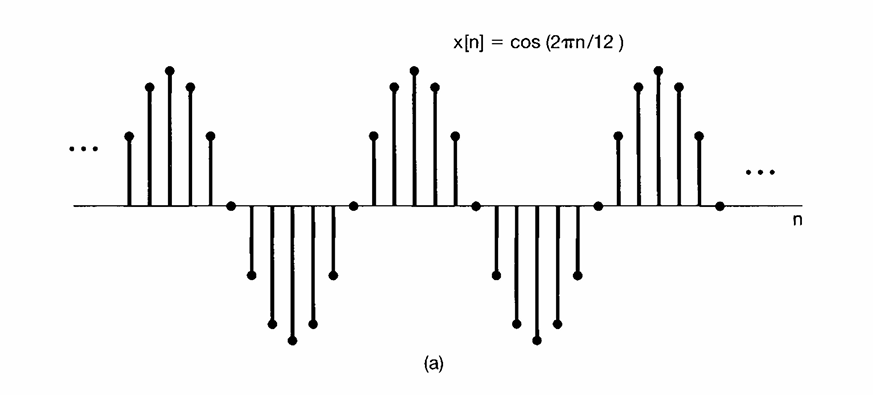 x[n] = cos (2πn/12 )
...
...
n
(a)